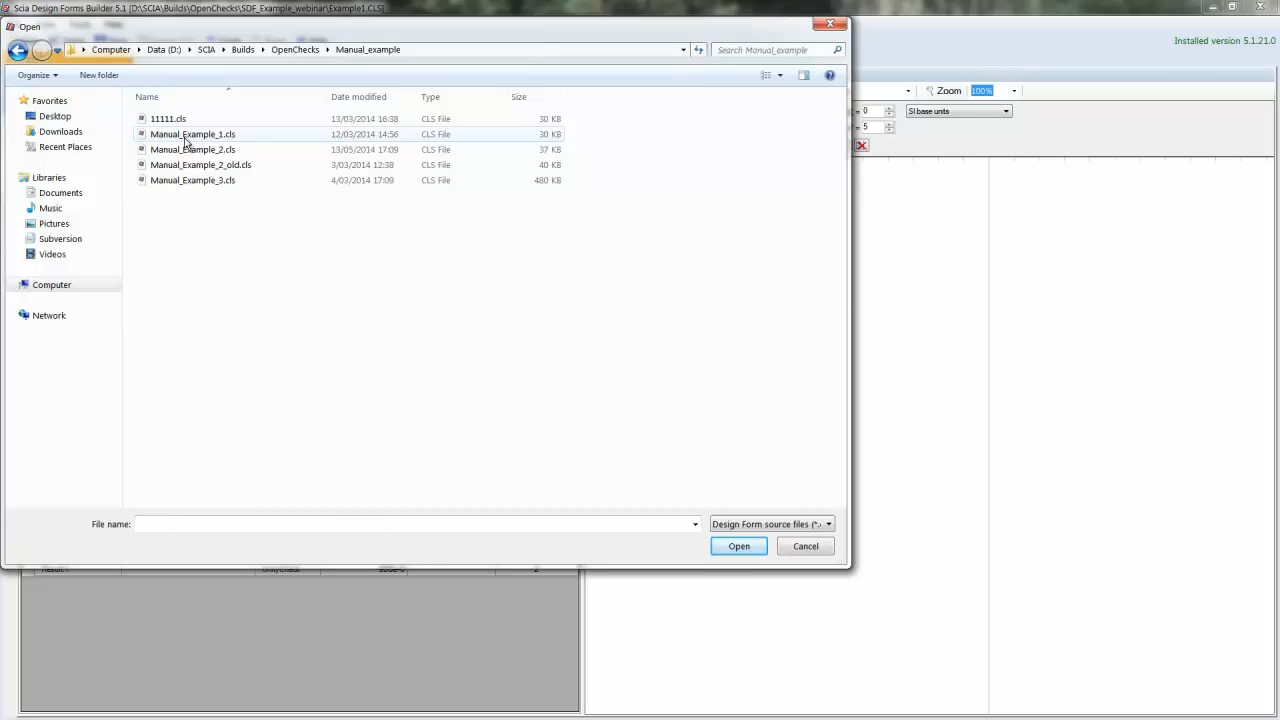 Scia Design Forms Builder 5.1 [D:\SCIA\Builds\OpenChecks\SDF_Example_webinar\Example1.CLS]
Open
Installed version 5.1.21.0
Computer Data (D:) SCIA Builds OpenChecks Manual_example Search Manual_example
Organize New folder
Zoom 100%
Name Date modified Type Size
= 0 SI base units
= 5
Favorites
Desktop
Downloads
Recent Places
Libraries
Documents
Music
Pictures
Subversion
Videos
Computer
Network
11111.cls 13/03/2014 16:38 CLS File 30 KB
Manual_Example_1.cls 12/03/2014 14:56 CLS File 30 KB
Manual_Example_2.cls 13/05/2014 17:09 CLS File 37 KB
Manual_Example_2_old.cls 3/03/2014 12:38 CLS File 40 KB
Manual_Example_3.cls 4/03/2014 17:09 CLS File 480 KB
File name: Design Form source files (*.
Open Cancel